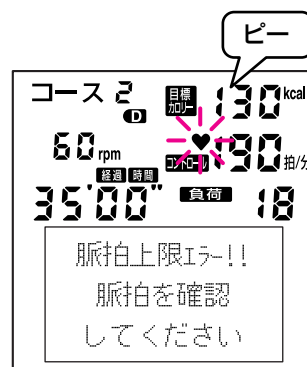 ピー
コース 2
D
目標
カロリー
130 kcal
60 rpm
コントロール
190 拍/分
経過 時間
35'00"
負荷
18
脈拍上限エラー!!
脈拍を確認
してください